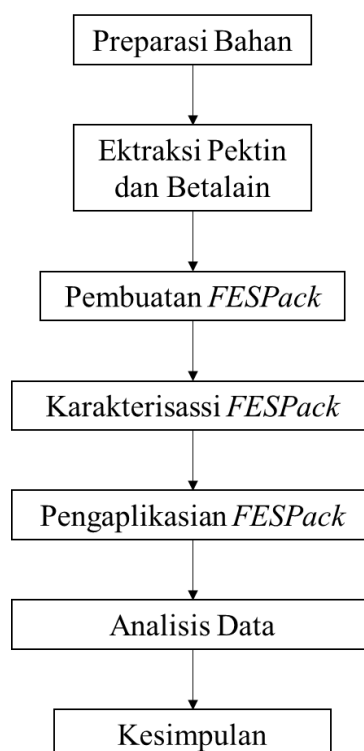 Preparasi Bahan
Ektraksi Pektin
dan Betalain
Pembuatan FESPack
Karakterisassi FESPack
Pengaplikasian FESPack
Analisis Data
Kesimpulan